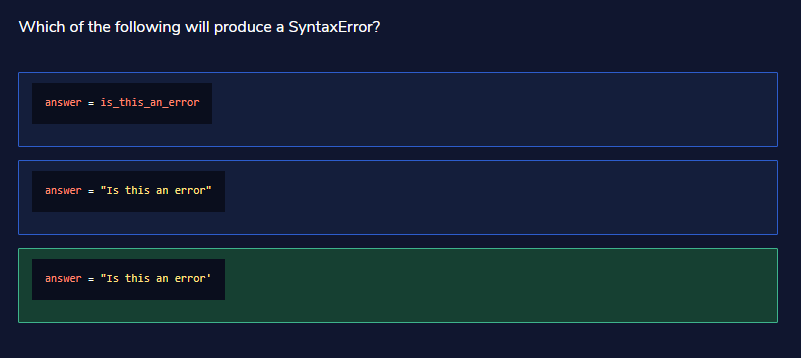 Which of the following will produce a SyntaxError?
answer = is_this_an_error
answer = "Is this an error"
answer = "Is this an error'